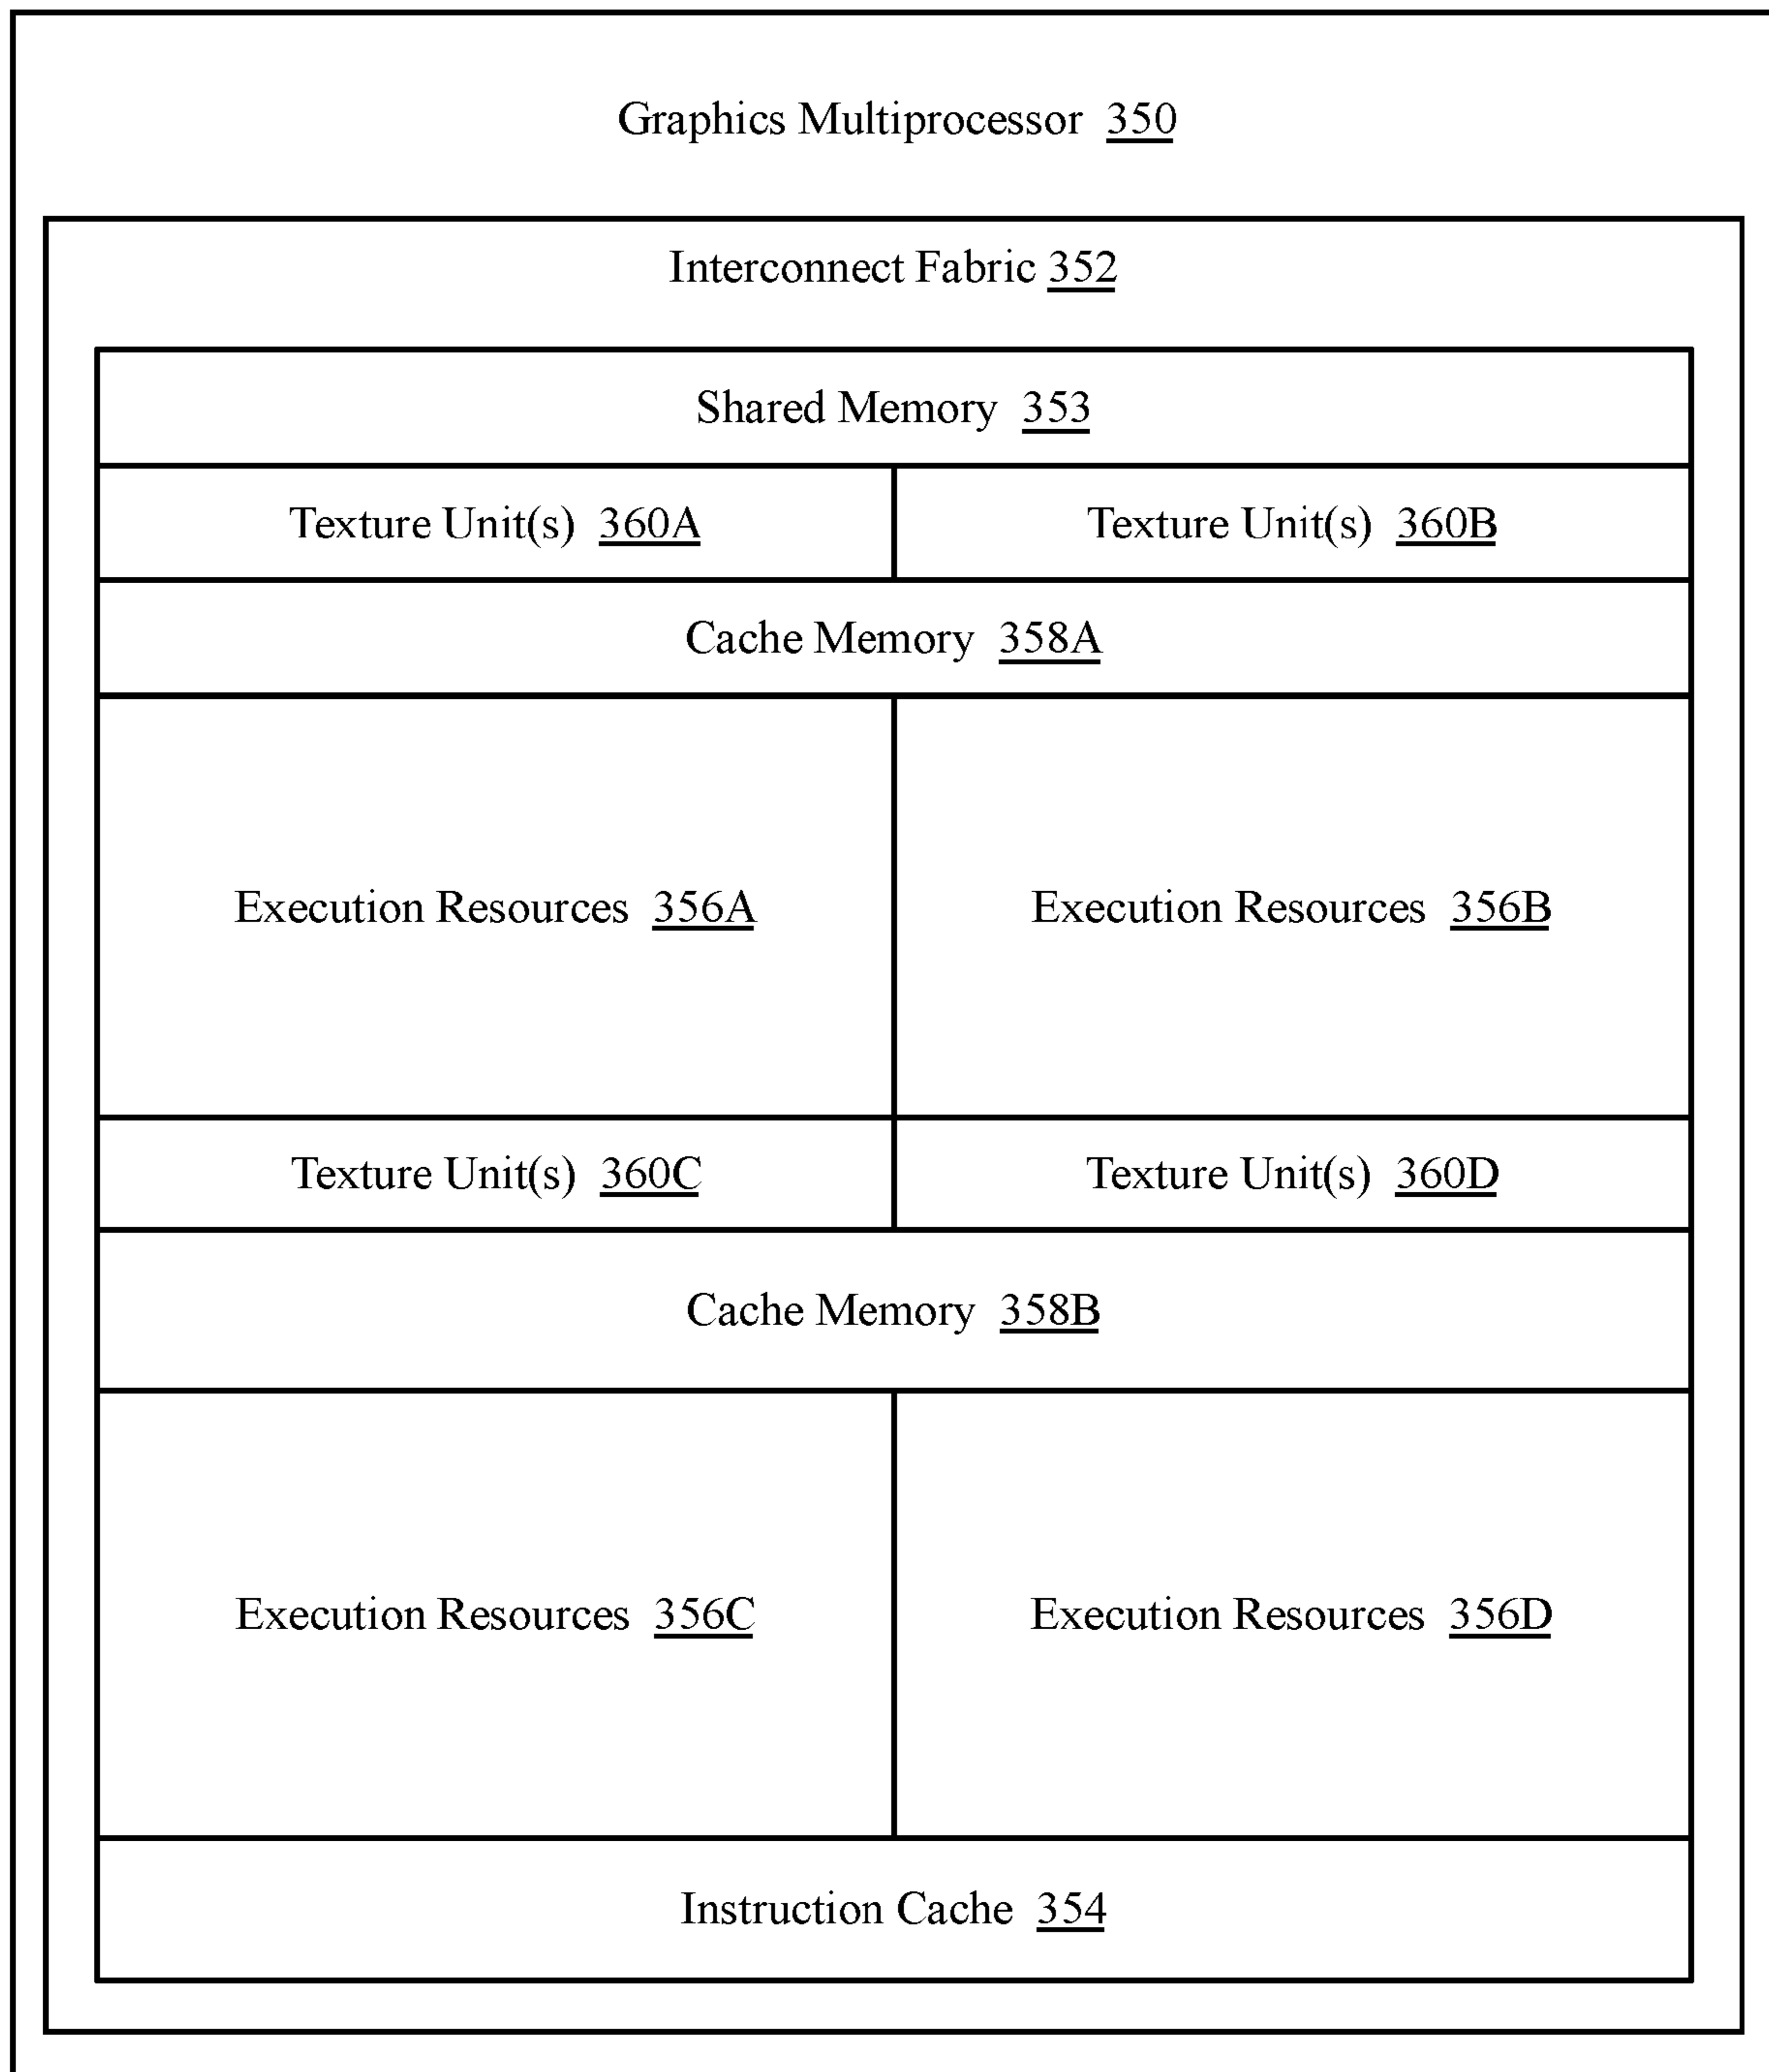 Graphics Multiprocessor 350
Interconnect Fabric 352
Shared Memory 353
Texture Unit(s) 360A
Texture Unit(s) 360B
Cache Memory 358A
Execution Resources 356A
Execution Resources 356B
Texture Unit(s) 360C
Texture Unit(s) 360D
Cache Memory 358B
Execution Resources 356C
Execution Resources 356D
Instruction Cache 354